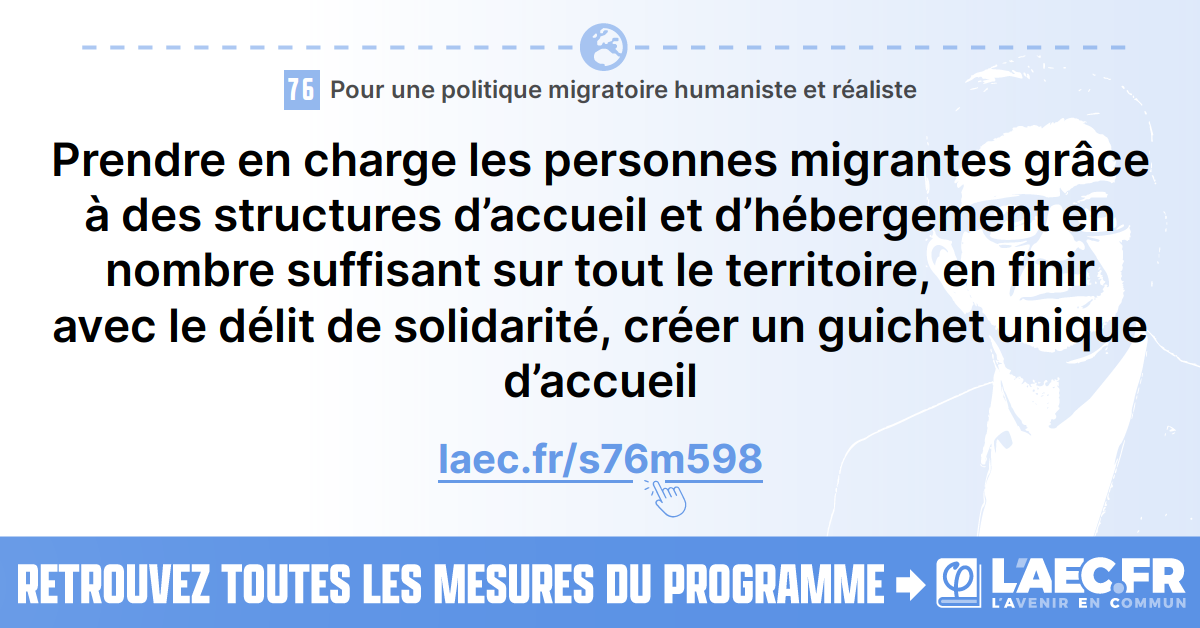 76 Pour une politique migratoire humaniste et réaliste
Prendre en charge les personnes migrantes grâce
à des structures d’accueil et d’hébergement en
nombre suffisant sur tout le territoire, en finir
avec le délit de solidarité, créer un guichet unique
d’accueil
laec.fr/s76m598
RETROUVEZ TOUTES LES MESURES DU PROGRAMME
φ L'AEC.FR
L'AVENIR EN COMMUN